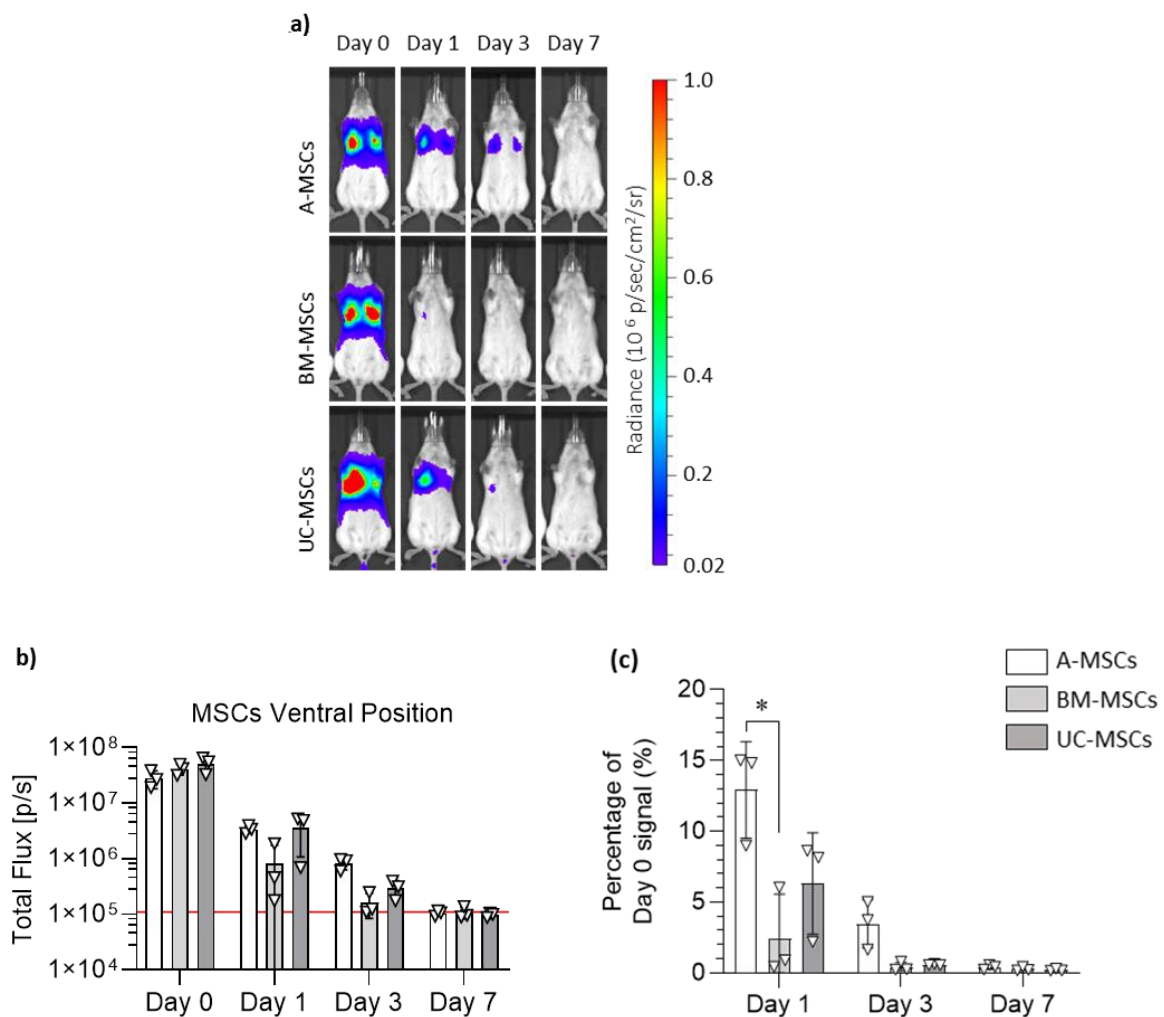 a)
Day 0 Day 1 Day 3 Day 7
A-MSCs
BM-MSCs
UC-MSCs
1.0
0.8
0.6
0.4
0.2
0.02
Radiance (10⁶ p/sec/cm²/sr)
b)
MSCs Ventral Position
Total Flux [p/s]
1×10⁸
1×10⁷
1×10⁶
1×10⁵
1×10⁴
Day 0 Day 1 Day 3 Day 7
(c)
A-MSCs
BM-MSCs
UC-MSCs
Percentage of
Day 0 signal (%)
20
15
10
5
0
*
Day 1 Day 3 Day 7